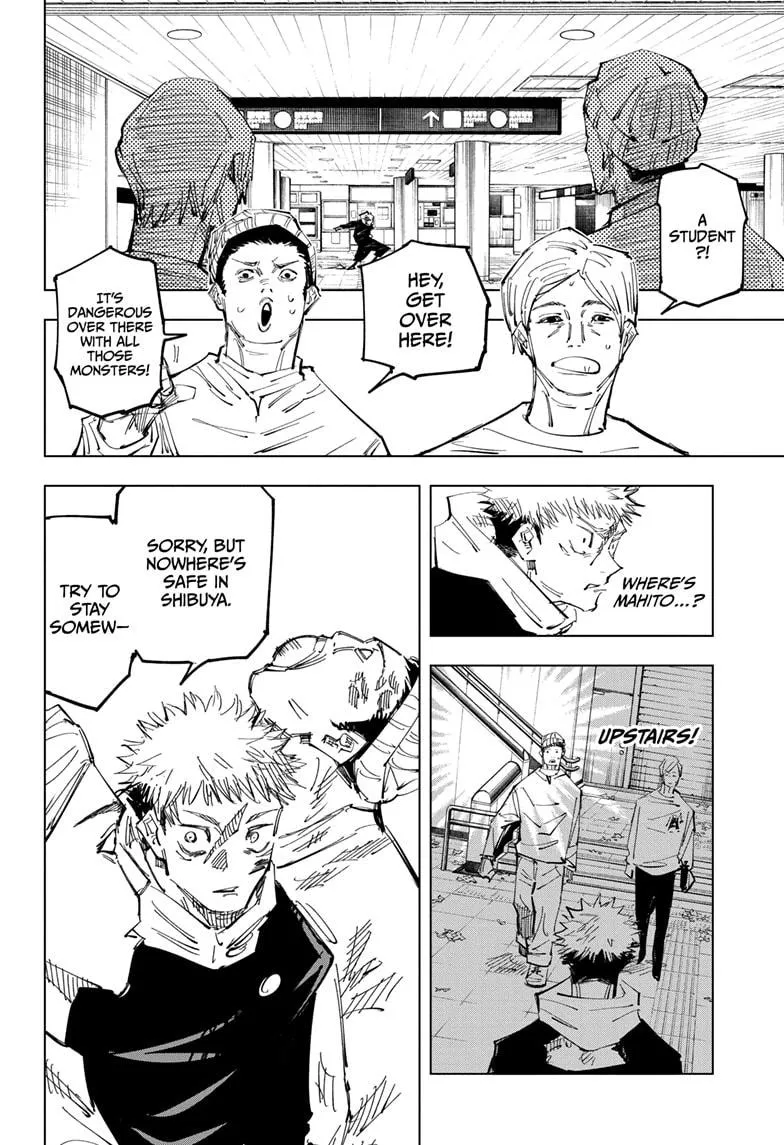 A
STUDENT
?!
HEY,
GET
OVER
HERE!
IT'S
DANGEROUS
OVER THERE
WITH ALL
THOSE
MONSTERS!
WHERE'S
MAHITO...?
UPSTAIRS!
SORRY, BUT
NOWHERE'S
SAFE IN
SHIBUYA.
TRY TO
STAY
SOMEW—